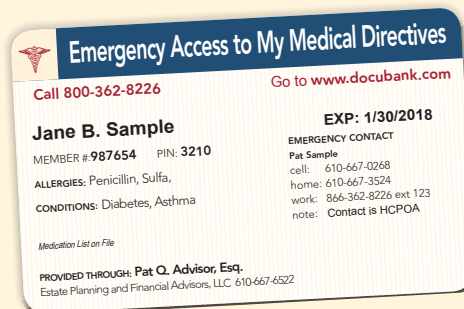 Emergency Access to My Medical Directives
Call 800-362-8226
Go to www.docubank.com
Jane B. Sample
MEMBER #:987654 PIN: 3210
ALLERGIES: Penicillin, Sulfa,
CONDITIONS: Diabetes, Asthma
Medication List on File
EXP: 1/30/2018
EMERGENCY CONTACT
Pat Sample
cell: 610-667-0268
home: 610-667-3524
work: 866-362-8226 ext 123
note: Contact is HCPOA
PROVIDED THROUGH: Pat Q. Advisor, Esq.
Estate Planning and Financial Advisors, LLC 610-667-6522